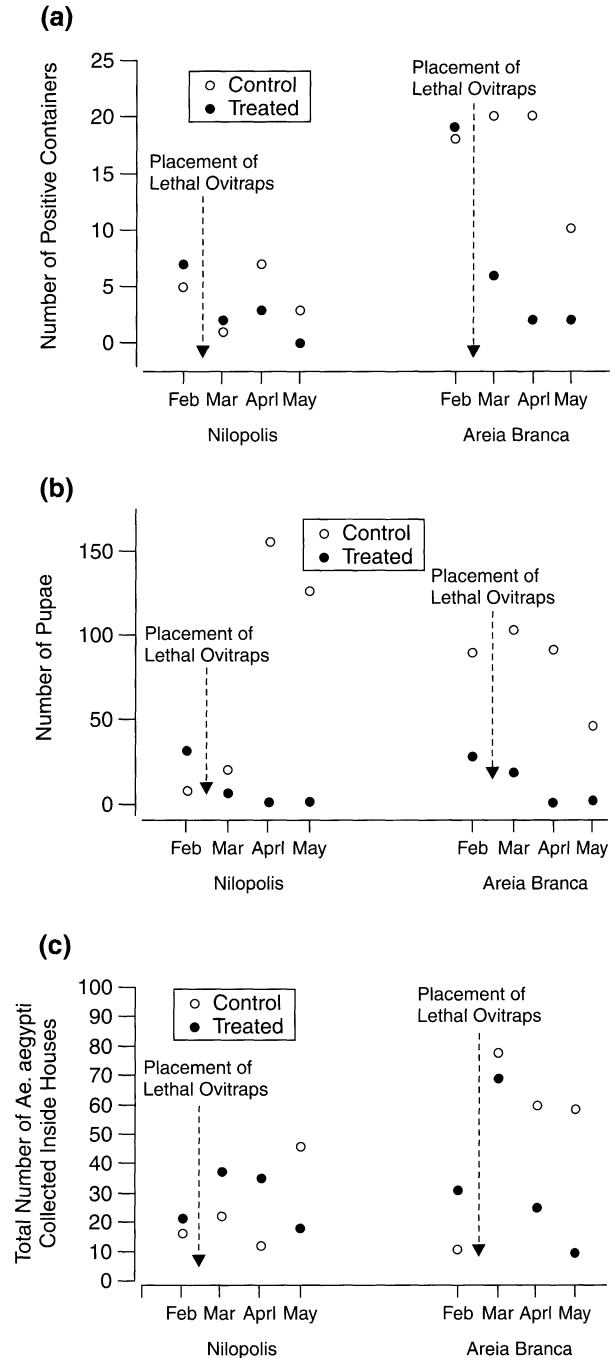 (a)
25
20
15
10
5
0
Number of Positive Containers
Control
Treated
Placement of
Lethal Ovitraps
Placement of
Lethal Ovitraps
Feb Mar Aprl May
Feb Mar Aprl May
Nilopolis
Areia Branca
(b)
150
100
50
0
Number of Pupae
Control
Treated
Placement of
Lethal Ovitraps
Placement of
Lethal Ovitraps
Feb Mar Aprl May
Feb Mar Aprl May
Nilopolis
Areia Branca
(c)
100
90
80
70
60
50
40
30
20
10
0
Total Number of Ae. aegypti
Collected Inside Houses
Control
Treated
Placement of
Lethal Ovitraps
Placement of
Lethal Ovitraps
Feb Mar Aprl May
Feb Mar Aprl May
Nilopolis
Areia Branca